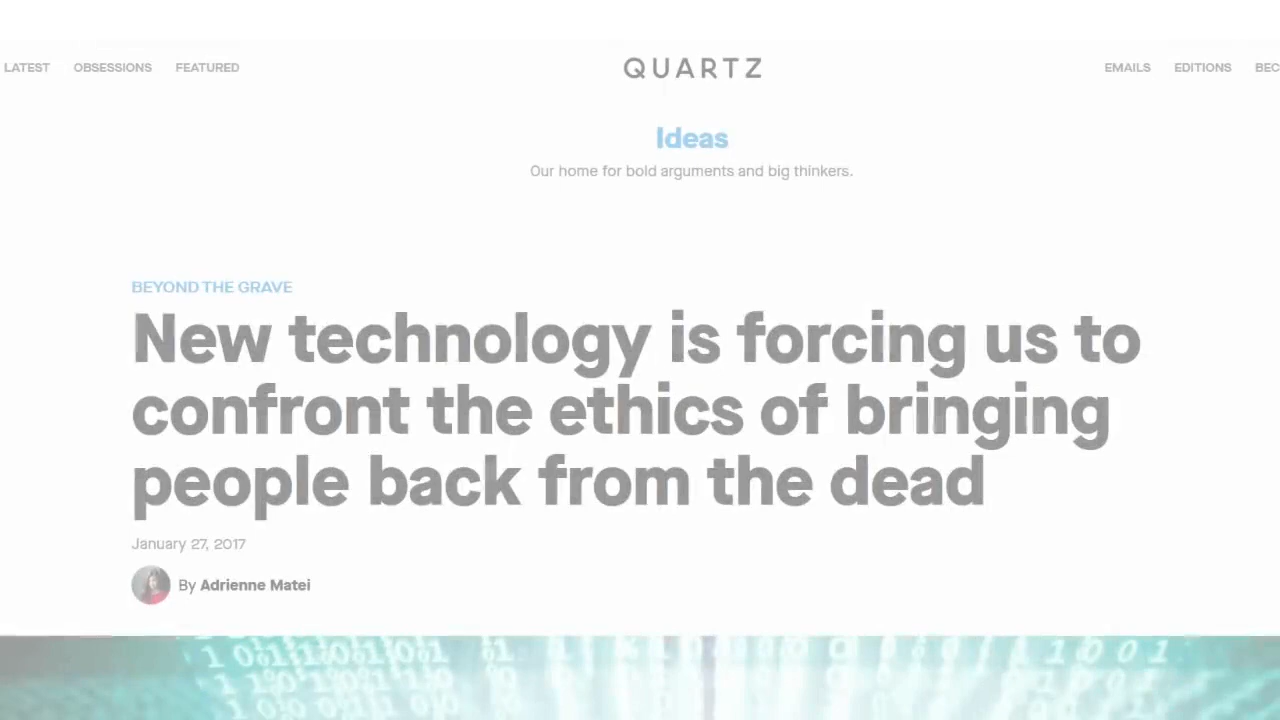 LATEST OBSESSIONS FEATURED QUARTZ EMAILS EDITIONS BEC
Ideas
Our home for bold arguments and big thinkers.
BEYOND THE GRAVE
New technology is forcing us to
confront the ethics of bringing
people back from the dead
January 27, 2017
By Adrienne Matei